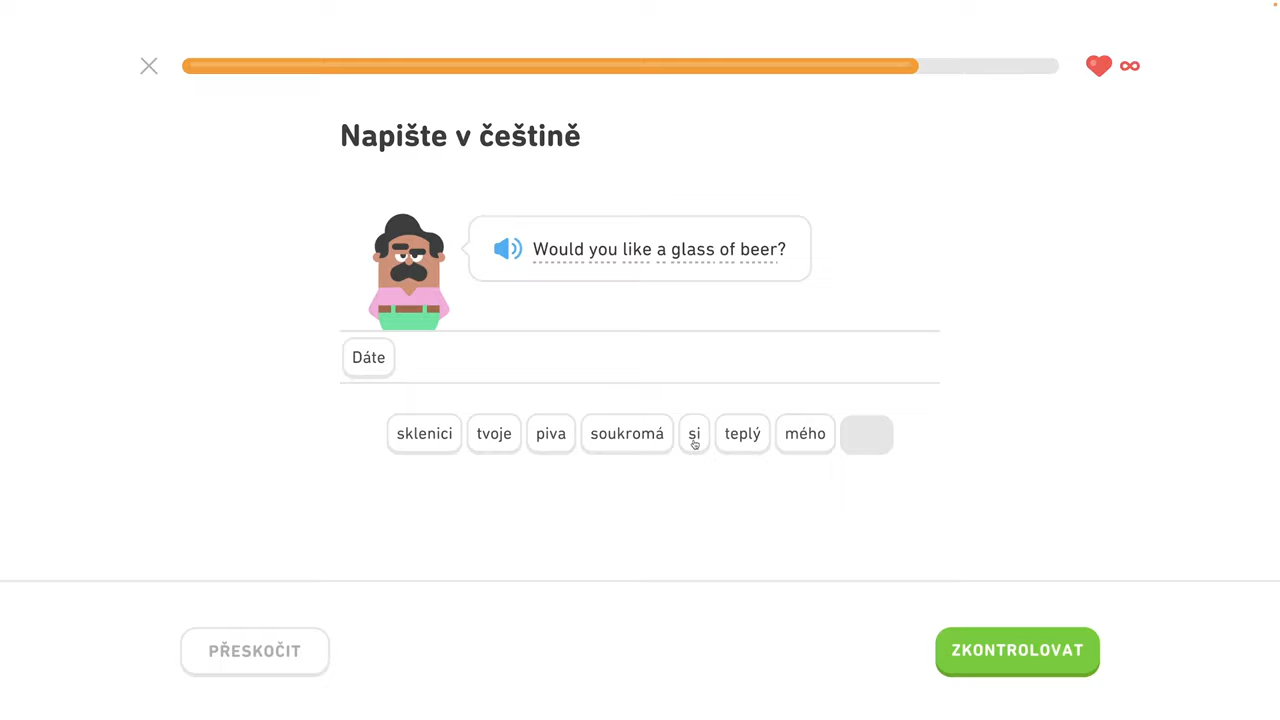 Napište v češtině
Would you like a glass of beer?
Dáte
sklenici tvoje piva soukromá si teplý mého
PŘESKOČIT ZKONTROLOVAT